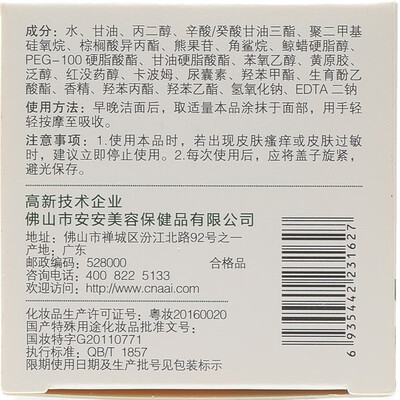 成分：水、甘油、丙二醇、辛酸/癸酸甘油三酯、聚二甲基
硅氧烷、棕榈酸异丙酯、熊果苷、角鲨烷、鲸蜡硬脂醇、
PEG-100硬脂酸酯、甘油硬脂酸酯、苯氧乙醇、黄原胶、
泛醇、红没药醇、卡波姆、尿囊素、羟苯甲酯、生育酚乙
酸酯、香精、羟苯丙酯、羟苯乙酯、氢氧化钠、EDTA二钠
使用方法：早晚洁面后，取适量本品涂抹于面部，用手轻
轻按摩至吸收。
注意事项：1.使用本品时，若出现皮肤瘙痒或皮肤过敏
时，应立即停止使用。2.每次使用后，应将盖子旋紧，
避光保存。
高新技术企业
佛山市安安美容保健品有限公司
地址：佛山市禅城区汾江北路92号之一
产地：广东
邮政编码：528000 合格品
咨询电话：400 822 5133
欢迎访问：http://www.cnaai.com
化妆品生产许可证号：粤妆20160020
国产特殊用途化妆品批准文号：
国妆特字G20110771
执行标准：QB/T 1857
限期使用日期及生产批号见包装标示
6935442231627